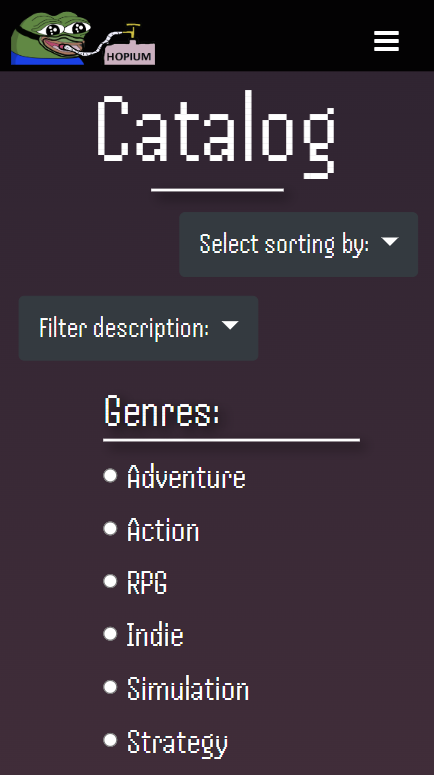 HOPIUM
Catalog
Select sorting by:
Filter description:
Genres:
Adventure
Action
RPG
Indie
Simulation
Strategy